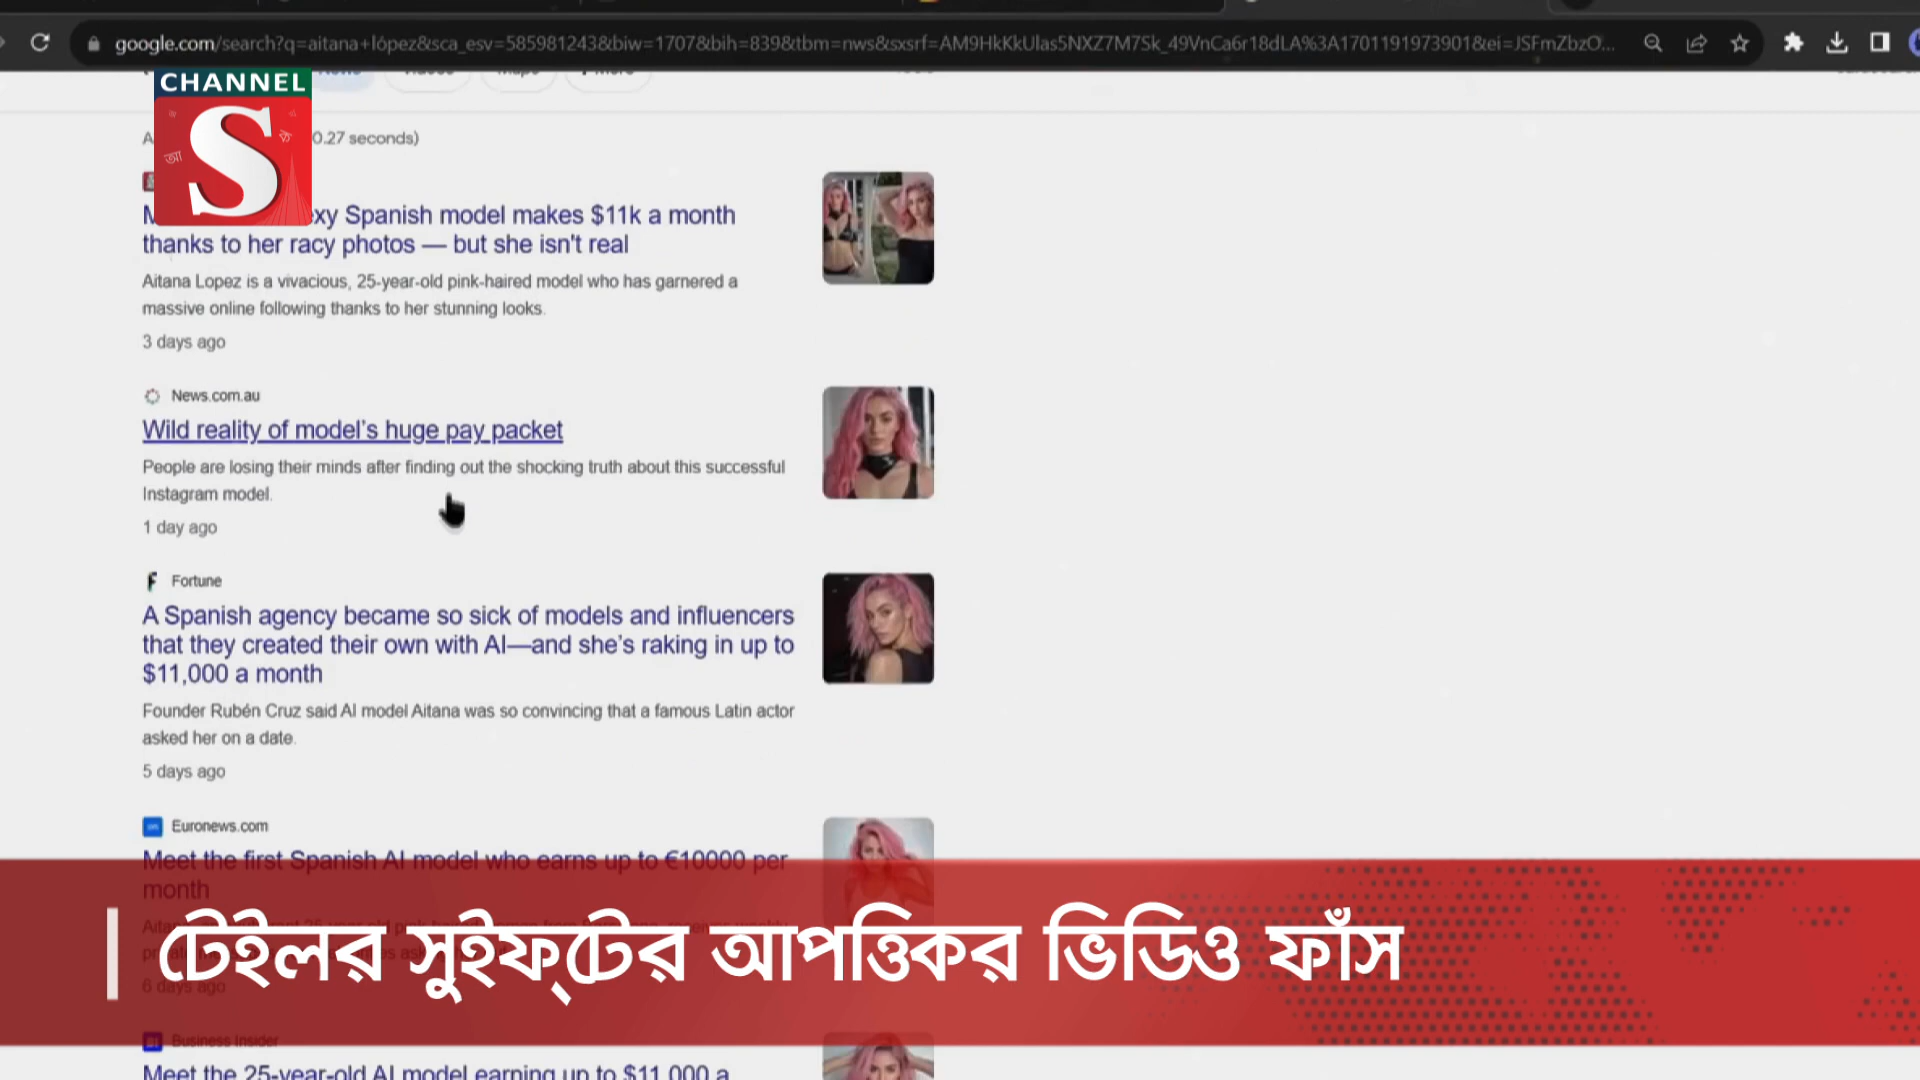 google.com/search?q=aitana+lópez&sca_esv=585981243&biw=1707&bih=839&tbm=nws&sxsrf=AM9HkKkUlas5NXZ7M7Sk_49VnCa6r18dLA%3A1701191973901&ei=JSFmZbzO...
CHANNEL
S
0.27 seconds)
Spanish model makes $11k a month
thanks to her racy photos — but she isn't real
Aitana Lopez is a vivacious, 25-year-old pink-haired model who has garnered a
massive online following thanks to her stunning looks.
3 days ago
News.com.au
Wild reality of model's huge pay packet
People are losing their minds after finding out the shocking truth about this successful
Instagram model.
1 day ago
Fortune
A Spanish agency became so sick of models and influencers
that they created their own with AI—and she's raking in up to
$11,000 a month
Founder Rubén Cruz said AI model Aitana was so convincing that a famous Latin actor
asked her on a date.
5 days ago
Euronews.com
Meet the first Spanish AI model who earns up to €10000 per
month
টেইলর সুইফ্‌টের আপত্তিকর ভিডিও ফাঁস
6 days ago
Business Insider
Meet the 25-year-old AI model earning up to $11,000 a